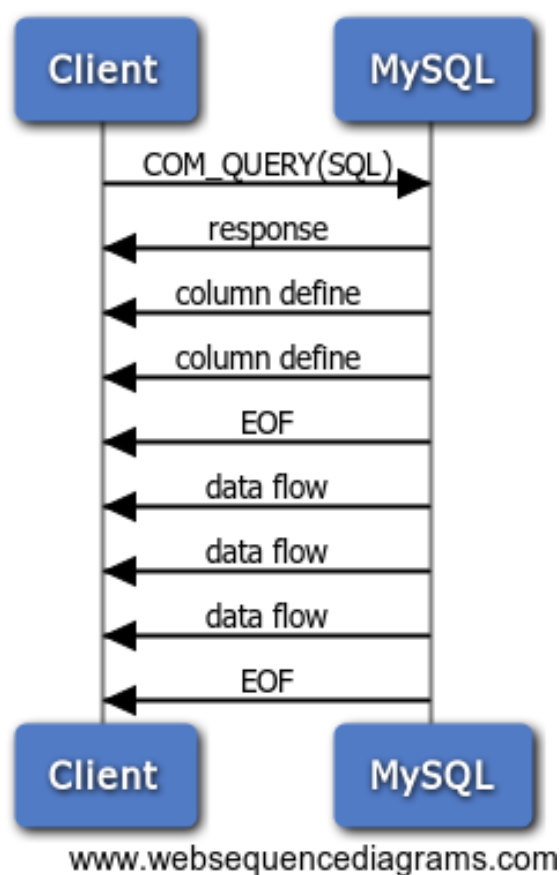 Client MySQL
COM_QUERY(SQL)
response
column define
column define
EOF
data flow
data flow
data flow
EOF
Client MySQL
www.websequencediagrams.com